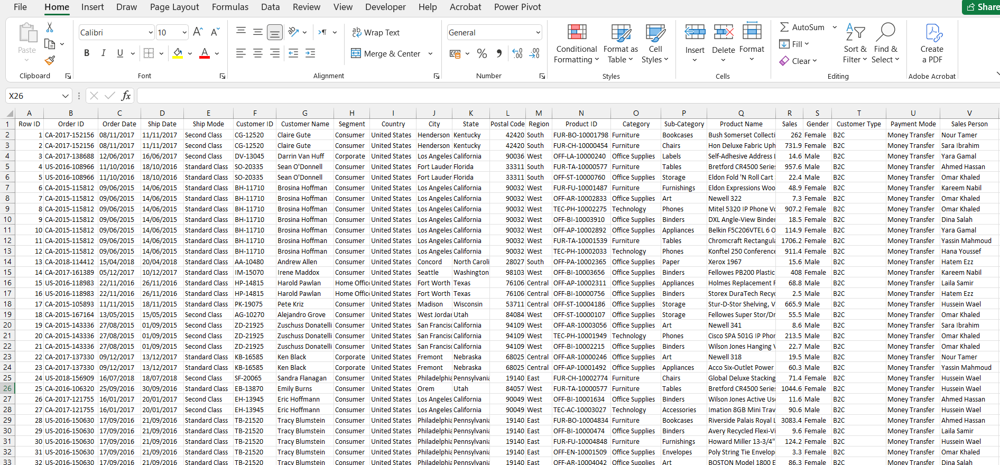 File Home Insert Draw Page Layout Formulas Data Review View Developer Help Acrobat Power Pivot Share
Paste
Clipboard
Calibri 10
B I U
Font
Wrap Text
Merge & Center
Alignment
General
Number
Conditional Formatting
Format as Table
Cell Styles
Styles
Insert Delete Format
Cells
AutoSum
Fill
Clear
Sort & Filter
Find & Select
Editing
Create a PDF
Adobe Acrobat
X26 fx
A B C D E F G H I J K L M N O P Q R S T U V
1 Row ID Order ID Order Date Ship Date Ship Mode Customer ID Customer Name Segment Country City State Postal Code Region Product ID Category Sub-Category Product Name Sales Gender Customer Type Payment Mode Sales Person
2 1 CA-2017-152156 08/11/2017 11/11/2017 Second Class CG-12520 Claire Gute Consumer United States Henderson Kentucky 42420 South FUR-BO-10001798 Furniture Bookcases Bush Somerset Collecti 262 Female B2C Money Transfer Nour Tamer
3 2 CA-2017-152156 08/11/2017 11/11/2017 Second Class CG-12520 Claire Gute Consumer United States Henderson Kentucky 42420 South FUR-CH-10000454 Furniture Chairs Hon Deluxe Fabric Uph 731.9 Female B2C Money Transfer Sara Ibrahim
4 3 CA-2017-138688 12/06/2017 16/06/2017 Second Class DV-13045 Darrin Van Huff Corporate United States Los Angeles California 90036 West OFF-LA-10000240 Office Supplies Labels Self-Adhesive Address L 14.6 Male B2C Money Transfer Yara Gamal
5 4 US-2016-108966 11/10/2016 18/10/2016 Standard Class SO-20335 Sean O'Donnell Consumer United States Fort Lauder Florida 33311 South FUR-TA-10000577 Furniture Tables Bretford CR4500 Serie 957.6 Male B2C Money Transfer Ahmed Hassan
6 5 US-2016-108966 11/10/2016 18/10/2016 Standard Class SO-20335 Sean O'Donnell Consumer United States Fort Lauder Florida 33311 South OFF-ST-10000760 Office Supplies Storage Eldon Fold 'N Roll Cart 22.4 Male B2C Money Transfer Omar Khaled
7 6 CA-2015-115812 09/06/2015 14/06/2015 Standard Class BH-11710 Brosina Hoffman Consumer United States Los Angeles California 90032 West FUR-FU-10001487 Furniture Furnishings Eldon Expressions Woo 48.9 Female B2C Money Transfer Kareem Nabil
8 7 CA-2015-115812 09/06/2015 14/06/2015 Standard Class BH-11710 Brosina Hoffman Consumer United States Los Angeles California 90032 West OFF-AR-10002833 Office Supplies Art Newell 322 7.3 Female B2C Money Transfer Omar Khaled
9 8 CA-2015-115812 09/06/2015 14/06/2015 Standard Class BH-11710 Brosina Hoffman Consumer United States Los Angeles California 90032 West TEC-PH-10002275 Technology Phones Mitel 5320 IP Phone Vo 907.2 Female B2C Money Transfer Omar Khaled
10 9 CA-2015-115812 09/06/2015 14/06/2015 Standard Class BH-11710 Brosina Hoffman Consumer United States Los Angeles California 90032 West OFF-BI-10003910 Office Supplies Binders DXL Angle-View Binder 18.5 Female B2C Money Transfer Dina Salah
11 10 CA-2015-115812 09/06/2015 14/06/2015 Standard Class BH-11710 Brosina Hoffman Consumer United States Los Angeles California 90032 West OFF-AP-10002892 Office Supplies Appliances Belkin F5C206VTEL 6 O 114.9 Female B2C Money Transfer Yara Gamal
12 11 CA-2015-115812 09/06/2015 14/06/2015 Standard Class BH-11710 Brosina Hoffman Consumer United States Los Angeles California 90032 West FUR-TA-10001539 Furniture Tables Chromcraft Rectangula 1706.2 Female B2C Money Transfer Yassin Mahmoud
13 12 CA-2015-115812 09/06/2015 14/06/2015 Standard Class BH-11710 Brosina Hoffman Consumer United States Los Angeles California 90032 West TEC-PH-10002033 Technology Phones Konftel 250 Conference 911.4 Female B2C Money Transfer Hana Youssef
14 13 CA-2018-114412 15/04/2018 20/04/2018 Standard Class AA-10480 Andrew Allen Consumer United States Concord North Caroli 28027 South OFF-PA-10002365 Office Supplies Paper Xerox 1967 15.6 Male B2C Money Transfer Hatem Ezz
15 14 CA-2017-161389 05/12/2017 10/12/2017 Standard Class IM-15070 Irene Maddox Consumer United States Seattle Washington 98103 West OFF-BI-10003656 Office Supplies Binders Fellowes PB200 Plastic 408 Female B2C Money Transfer Kareem Nabil
16 15 US-2016-118983 22/11/2016 26/11/2016 Standard Class HP-14815 Harold Pawlan Home Offic United States Fort Worth Texas 76106 Central OFF-AP-10002311 Office Supplies Appliances Holmes Replacement F 68.8 Male B2C Money Transfer Laila Samir
17 16 US-2016-118983 22/11/2016 26/11/2016 Standard Class HP-14815 Harold Pawlan Home Offic United States Fort Worth Texas 76106 Central OFF-BI-10000756 Office Supplies Binders Storex DuraTech Recyc 2.5 Male B2C Money Transfer Hatem Ezz
18 17 CA-2015-105893 11/11/2015 18/11/2015 Standard Class PK-19075 Pete Kriz Consumer United States Madison Wisconsin 53711 Central OFF-ST-10004186 Office Supplies Storage Stur-D-Stor Shelving, V 665.9 Male B2C Money Transfer Hussein Wael
19 18 CA-2015-167164 13/05/2015 15/05/2015 Second Class AG-10270 Alejandro Grove Consumer United States West Jordan Utah 84084 West OFF-ST-10000107 Office Supplies Storage Fellowes Super Stor/Dr 55.5 Male B2C Money Transfer Omar Khaled
20 19 CA-2015-143336 27/08/2015 01/09/2015 Second Class ZD-21925 Zuschuss Donatelli Consumer United States San Francisc California 94109 West OFF-AR-10003056 Office Supplies Art Newell 341 8.6 Male B2C Money Transfer Sara Ibrahim
21 20 CA-2015-143336 27/08/2015 01/09/2015 Second Class ZD-21925 Zuschuss Donatelli Consumer United States San Francisc California 94109 West TEC-PH-10001949 Technology Phones Cisco SPA 501G IP Phor 213.5 Male B2C Money Transfer Omar Khaled
22 21 CA-2015-143336 27/08/2015 01/09/2015 Second Class ZD-21925 Zuschuss Donatelli Consumer United States San Francisc California 94109 West OFF-BI-10002215 Office Supplies Binders Wilson Jones Hanging V 22.7 Male B2C Money Transfer Omar Khaled
23 22 CA-2017-137330 09/12/2017 13/12/2017 Standard Class KB-16585 Ken Black Corporate United States Fremont Nebraska 68025 Central OFF-AR-10000246 Office Supplies Art Newell 318 19.5 Male B2C Money Transfer Nour Tamer
24 23 CA-2017-137330 09/12/2017 13/12/2017 Standard Class KB-16585 Ken Black Corporate United States Fremont Nebraska 68025 Central OFF-AP-10001492 Office Supplies Appliances Acco Six-Outlet Power 60.3 Male B2C Money Transfer Yassin Mahmoud
25 24 US-2018-156909 16/07/2018 18/07/2018 Second Class SF-20065 Sandra Flanagan Consumer United States Philadelphia Pennsylvania 19140 East FUR-CH-10002774 Furniture Chairs Global Deluxe Stacking 71.4 Female B2C Money Transfer Hussein Wael
26 25 CA-2016-106320 25/09/2016 30/09/2016 Standard Class EB-13870 Emily Burns Consumer United States Orem Utah 84057 West FUR-TA-10000577 Furniture Tables Bretford CR4500 Serie 1044.6 Female B2C Money Transfer Hussein Wael
27 26 CA-2017-121755 16/01/2017 20/01/2017 Second Class EH-13945 Eric Hoffmann Consumer United States Los Angeles California 90049 West OFF-BI-10001634 Office Supplies Binders Wilson Jones Active Use 11.6 Male B2C Money Transfer Ahmed Hassan
28 27 CA-2017-121755 16/01/2017 20/01/2017 Second Class EH-13945 Eric Hoffmann Consumer United States Los Angeles California 90049 West TEC-AC-10003027 Technology Accessories Imation 8GB Mini Trav 90.6 Male B2C Money Transfer Hussein Wael
29 28 US-2016-150630 17/09/2016 21/09/2016 Standard Class TB-21520 Tracy Blumstein Consumer United States Philadelphia Pennsylvania 19140 East FUR-BO-10004834 Furniture Bookcases Riverside Palais Royal L 3083.4 Female B2C Money Transfer Ahmed Hassan
30 29 US-2016-150630 17/09/2016 21/09/2016 Standard Class TB-21520 Tracy Blumstein Consumer United States Philadelphia Pennsylvania 19140 East OFF-BI-10000474 Office Supplies Binders Avery Recycled Flexi-Vi 9.6 Female B2C Money Transfer Laila Samir
31 30 US-2016-150630 17/09/2016 21/09/2016 Standard Class TB-21520 Tracy Blumstein Consumer United States Philadelphia Pennsylvania 19140 East FUR-FU-10004848 Furniture Furnishings Howard Miller 13-3/4" 124.2 Female B2C Money Transfer Hussein Wael
32 31 US-2016-150630 17/09/2016 21/09/2016 Standard Class TB-21520 Tracy Blumstein Consumer United States Philadelphia Pennsylvania 19140 East OFF-EN-10001509 Office Supplies Envelopes Poly String Tie Envelop 3.3 Female B2C Money Transfer Omar Khaled
33 32 US-2016-150630 17/09/2016 21/09/2016 Standard Class TB-21520 Tracy Blumstein Consumer United States Philadelphia Pennsylvania 19140 East OFF-AR-10004042 Office Supplies Art BOSTON Model 1800 E 86.3 Female B2C Money Transfer Dina Salah